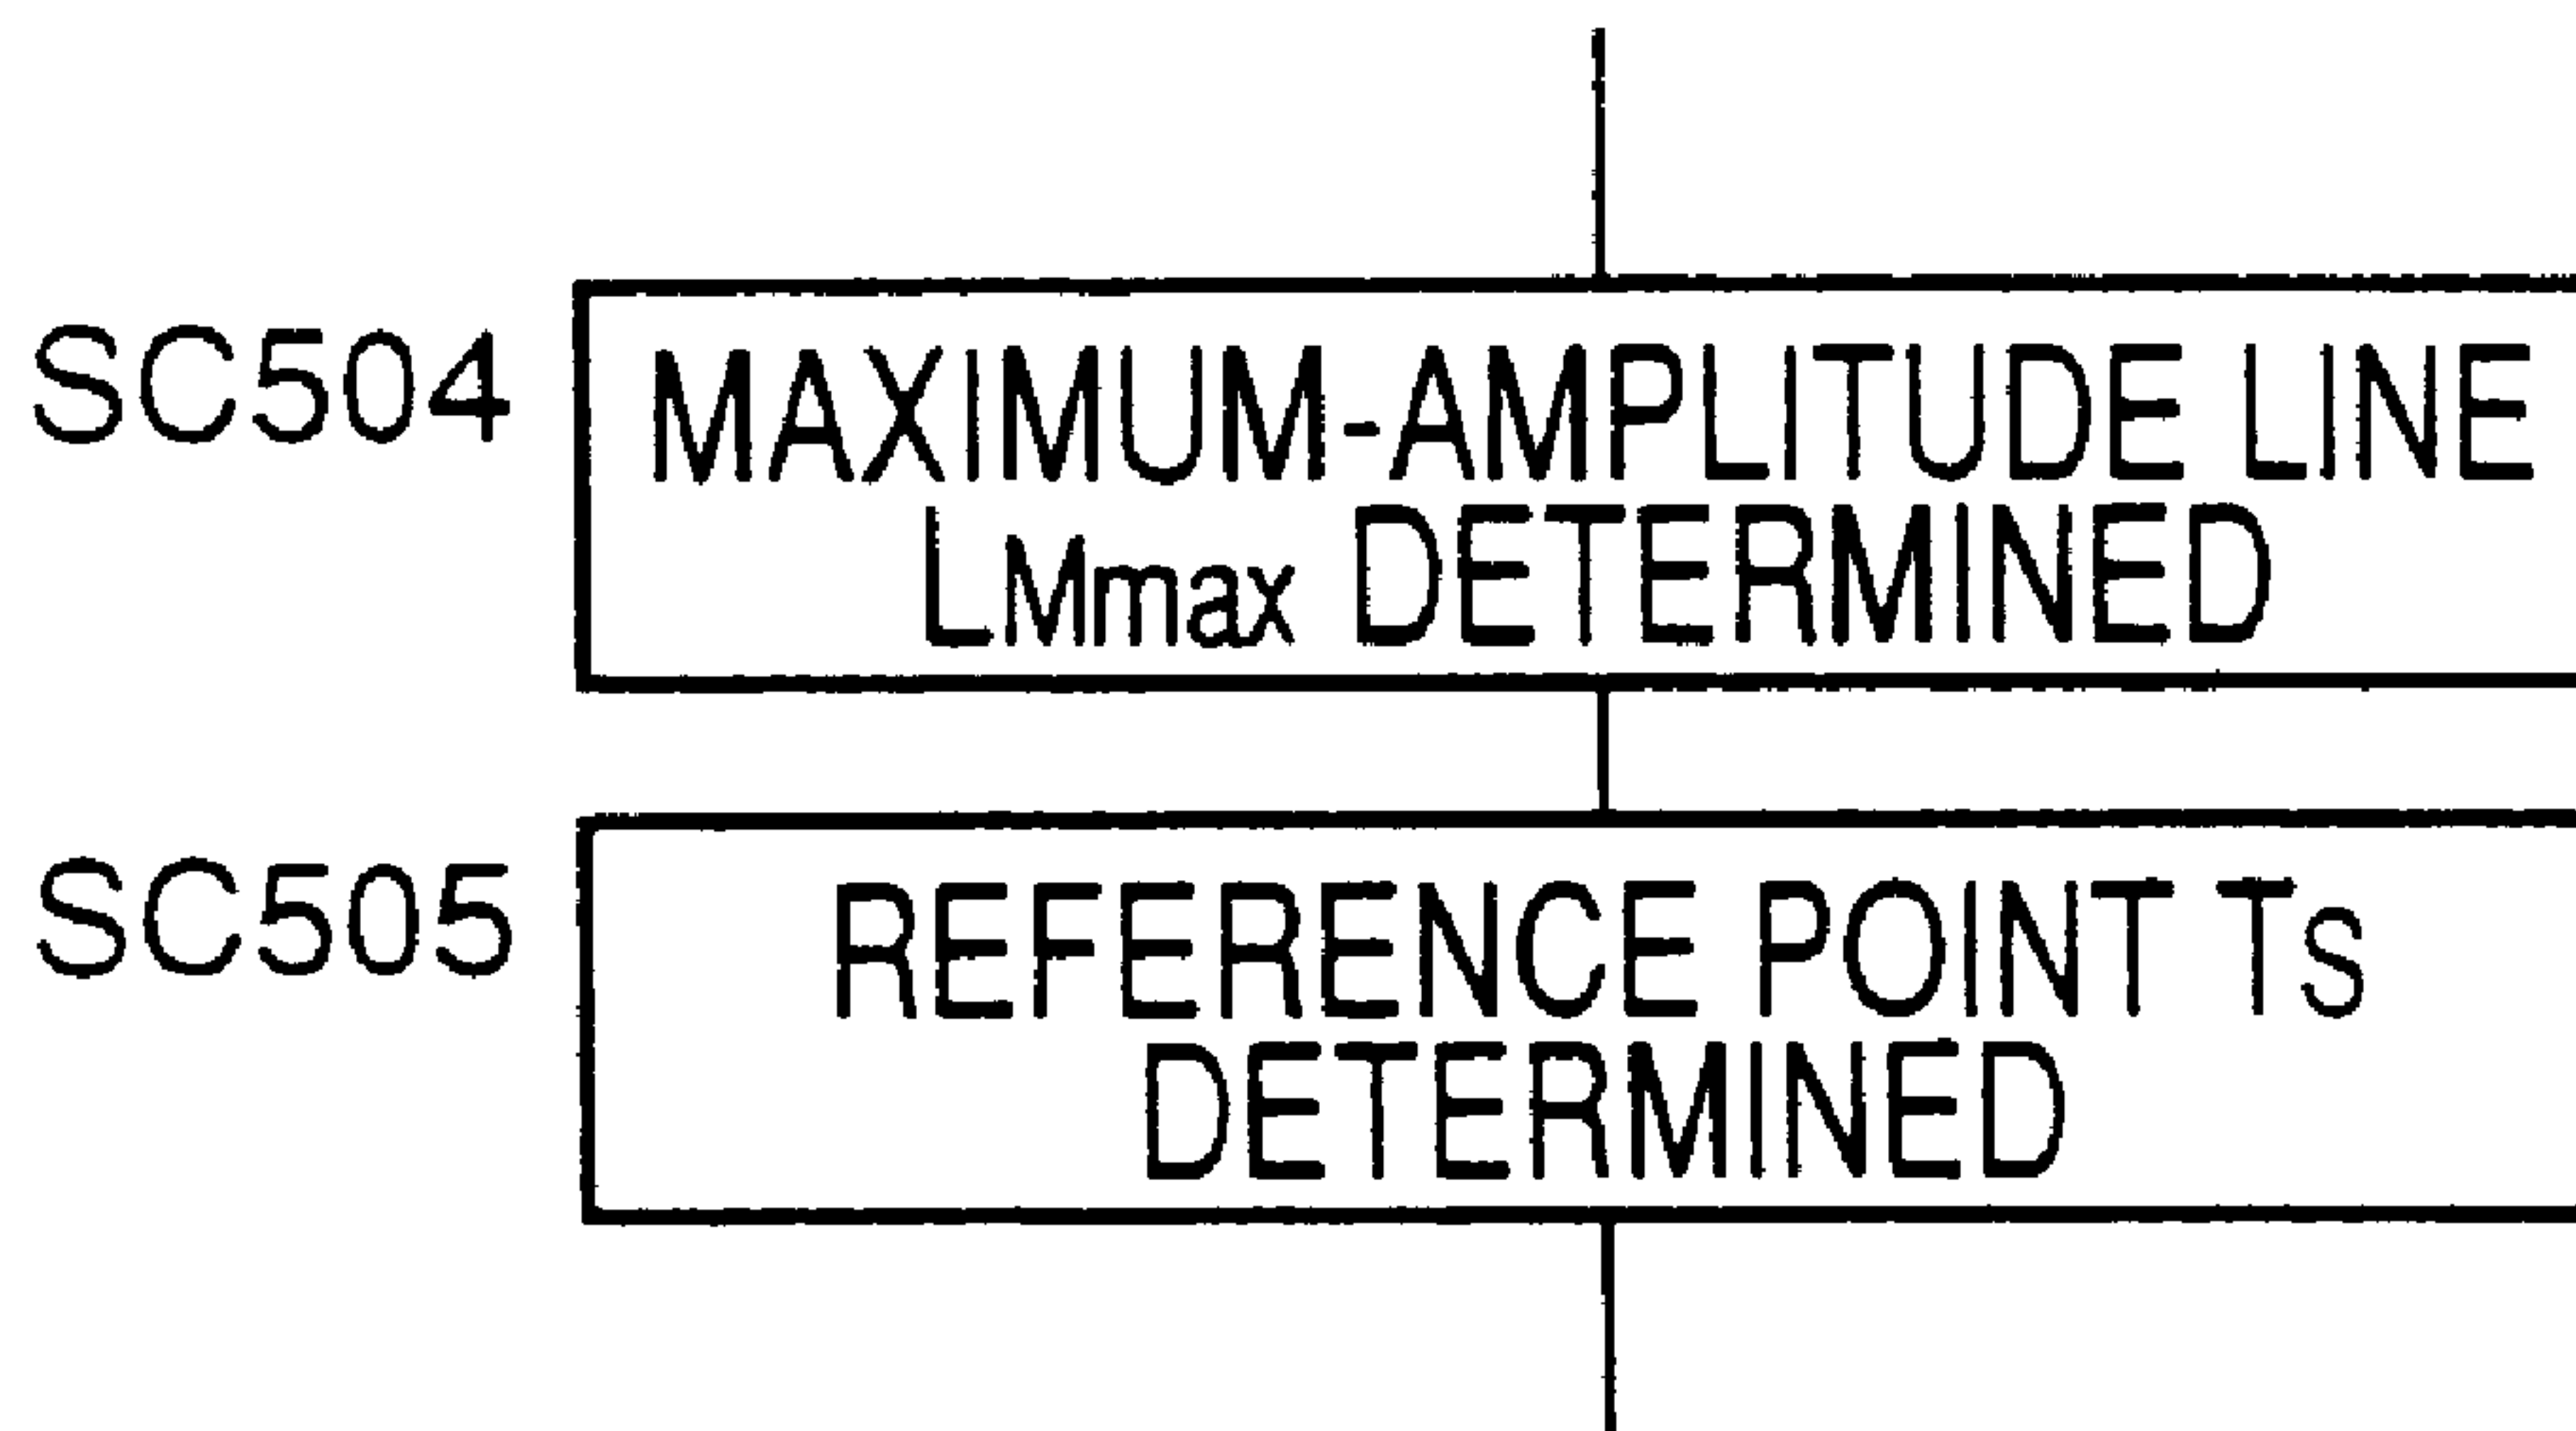 SC504
MAXIMUM-AMPLITUDE LINE
LMmax DETERMINED
SC505
REFERENCE POINT Ts
DETERMINED